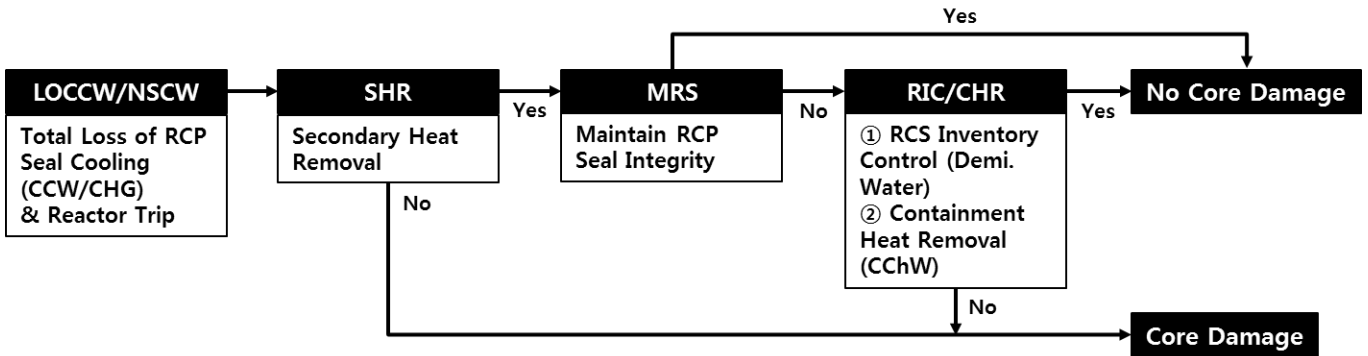 Yes
LOCCW/NSCW
Total Loss of RCP
Seal Cooling
(CCW/CHG)
& Reactor Trip
SHR
Secondary Heat
Removal
Yes
No
MRS
Maintain RCP
Seal Integrity
No
RIC/CHR
① RCS Inventory
Control (Demi.
Water)
② Containment
Heat Removal
(CChW)
Yes
No
No Core Damage
Core Damage